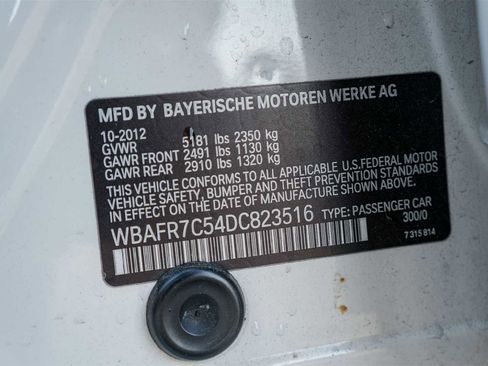 MFD BY BAYERISCHE MOTOREN WERKE AG
10-2012
GVWR 5181 lbs 2350 kg
GAWR FRONT 2491 lbs 1130 kg
GAWR REAR 2910 lbs 1320 kg
THIS VEHICLE CONFORMS TO ALL APPLICABLE U.S.FEDERAL MOTOR
VEHICLE SAFETY, BUMPER AND THEFT PREVENTION STANDARDS IN
EFFECT ON THE DATE OF MANUFACTURE SHOWN ABOVE.
WBAFR7C54DC823516 TYPE: PASSENGER CAR
300/0
7 315 814